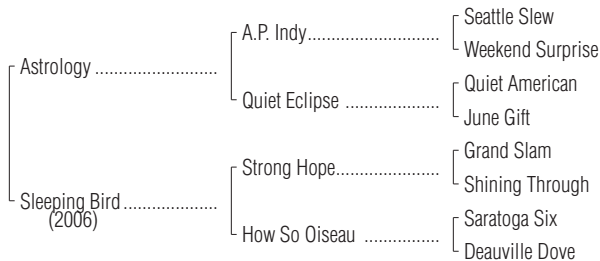 Seattle Slew
A.P. Indy........................
Weekend Surprise
Astrology ........................
Quiet American
Quiet Eclipse ...................
June Gift
Grand Slam
Strong Hope.....................
Shining Through
Sleeping Bird...................
(2006)
Saratoga Six
How So Oiseau ...............
Deauville Dove